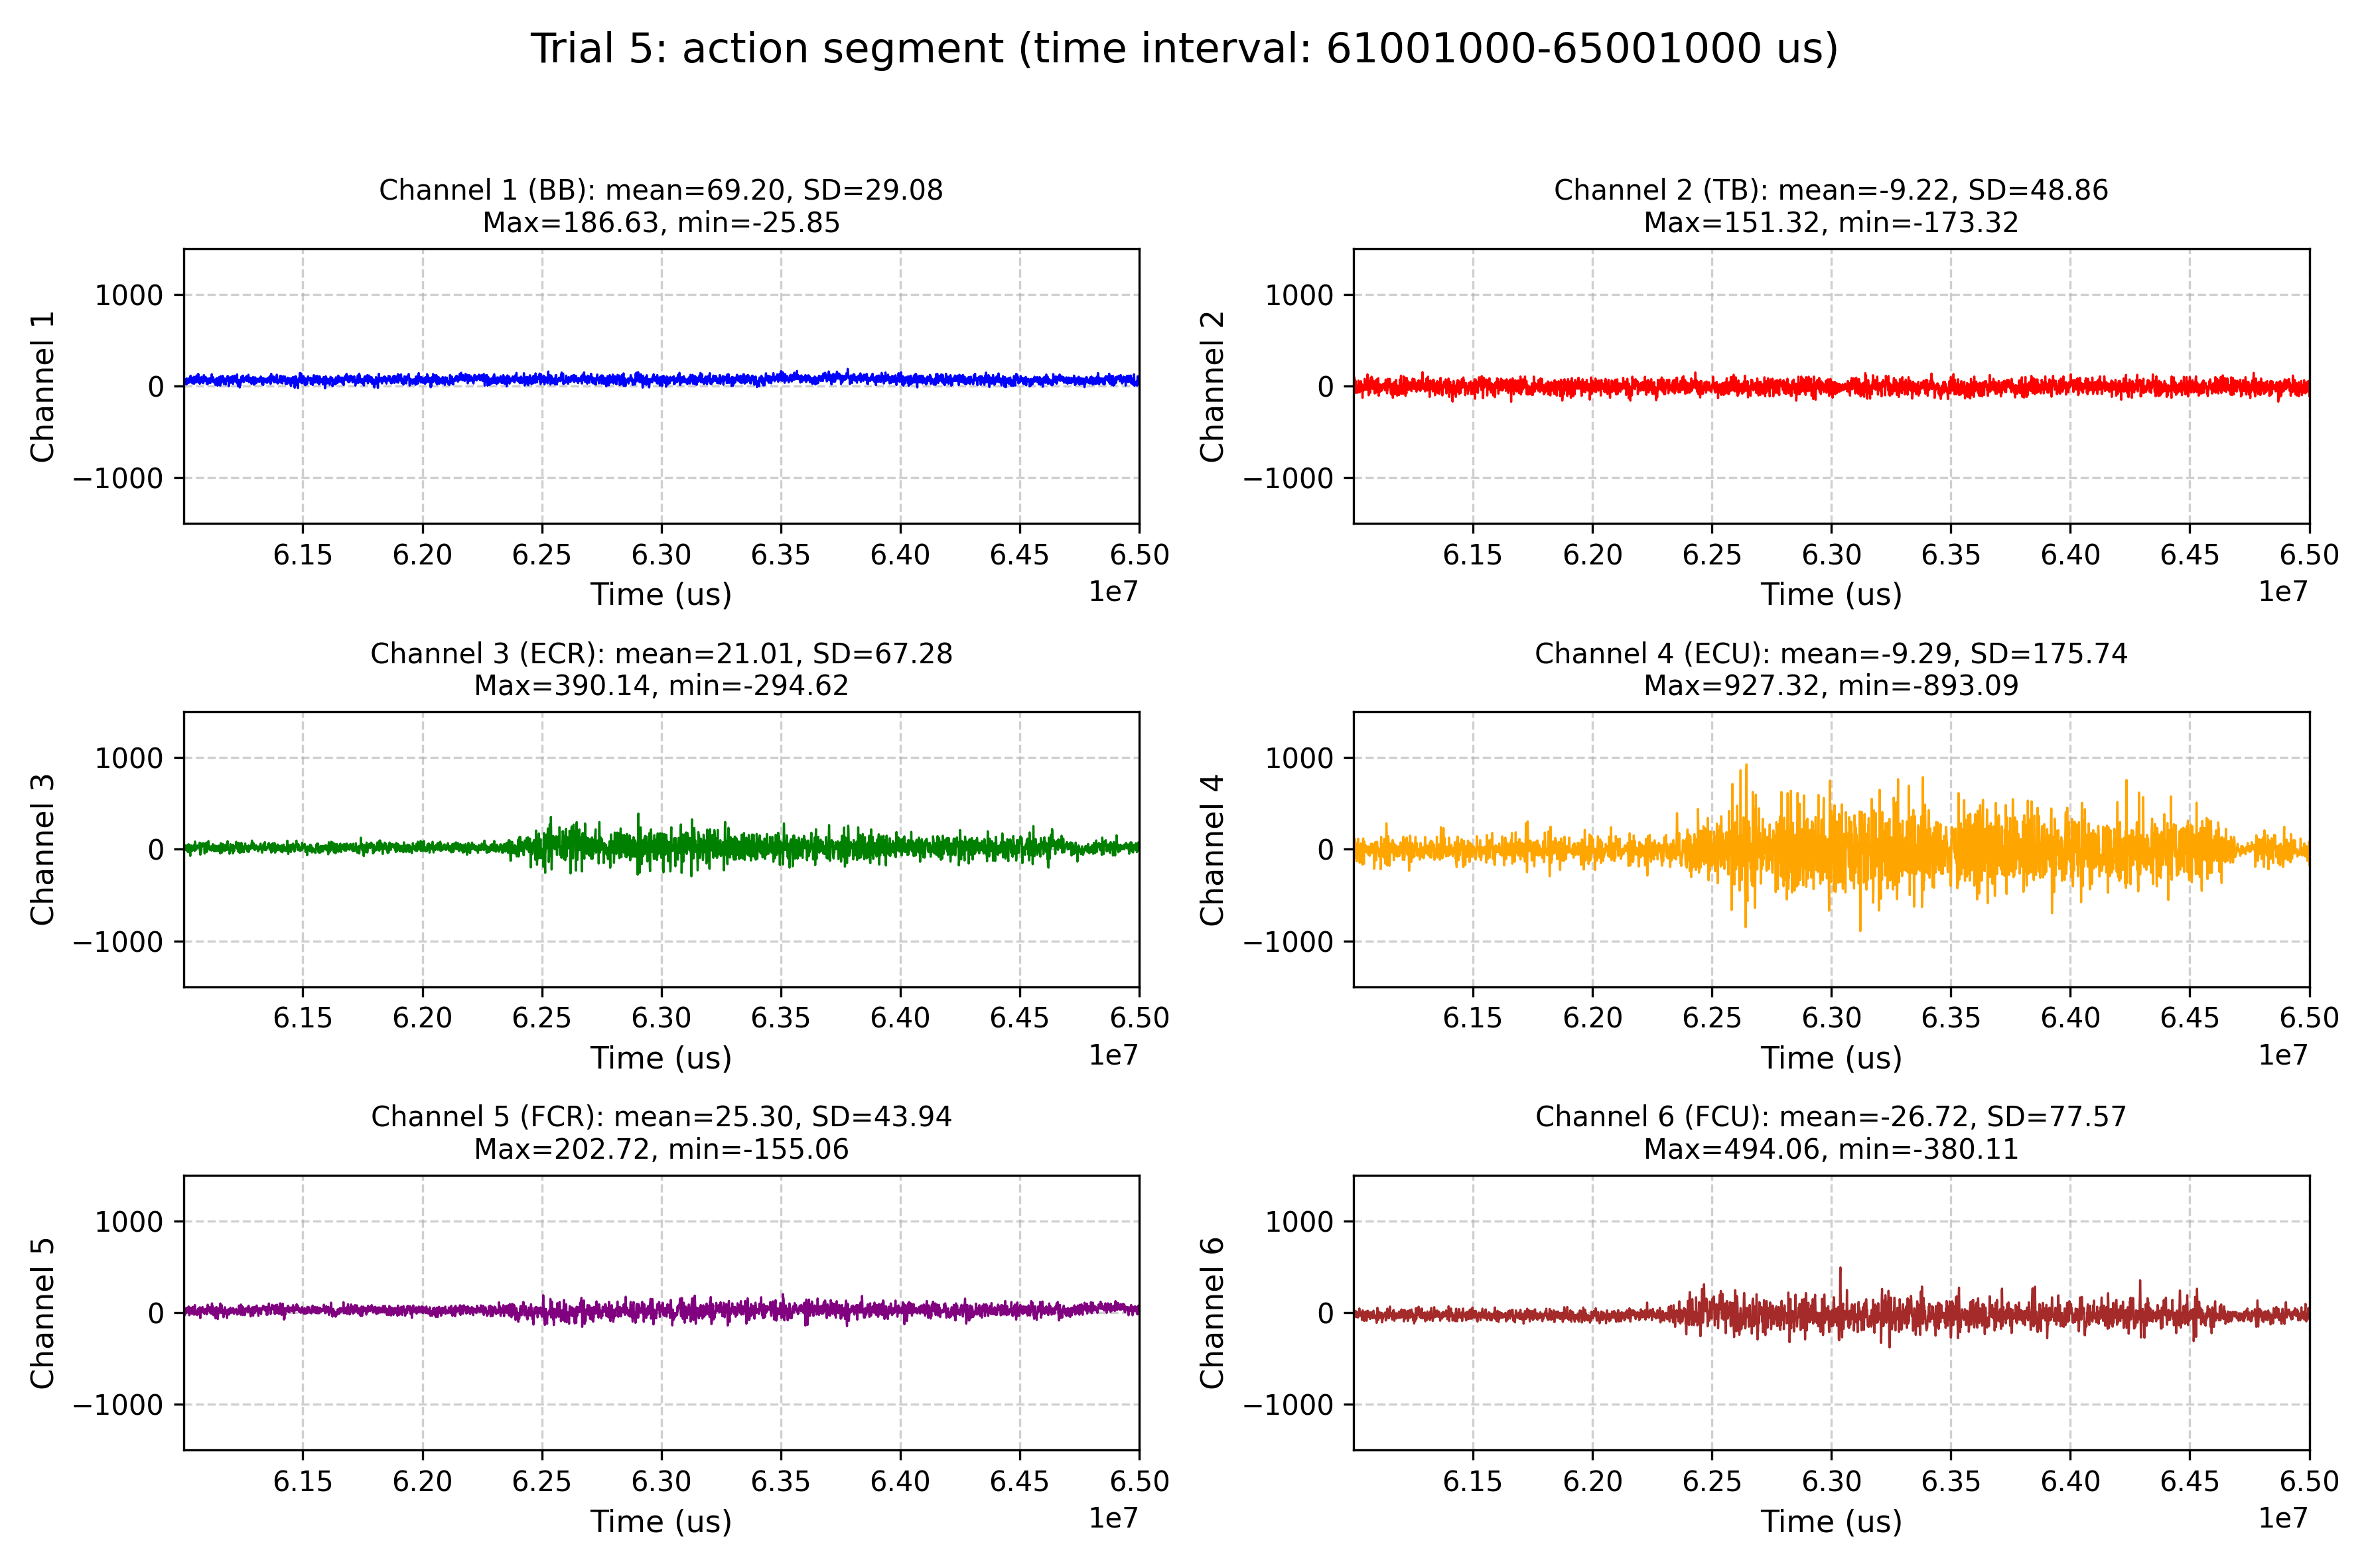 Trial 5: action segment (time interval: 61001000-65001000 us)
Channel 1 (BB): mean=69.20, SD=29.08
Max=186.63, min=-25.85
1000
0
−1000
Channel 1
6.15 6.20 6.25 6.30 6.35 6.40 6.45 6.50
Time (us)
1e7
Channel 2 (TB): mean=-9.22, SD=48.86
Max=151.32, min=-173.32
1000
0
−1000
Channel 2
6.15 6.20 6.25 6.30 6.35 6.40 6.45 6.50
Time (us)
1e7
Channel 3 (ECR): mean=21.01, SD=67.28
Max=390.14, min=-294.62
1000
0
−1000
Channel 3
6.15 6.20 6.25 6.30 6.35 6.40 6.45 6.50
Time (us)
1e7
Channel 4 (ECU): mean=-9.29, SD=175.74
Max=927.32, min=-893.09
1000
0
−1000
Channel 4
6.15 6.20 6.25 6.30 6.35 6.40 6.45 6.50
Time (us)
1e7
Channel 5 (FCR): mean=25.30, SD=43.94
Max=202.72, min=-155.06
1000
0
−1000
Channel 5
6.15 6.20 6.25 6.30 6.35 6.40 6.45 6.50
Time (us)
1e7
Channel 6 (FCU): mean=-26.72, SD=77.57
Max=494.06, min=-380.11
1000
0
−1000
Channel 6
6.15 6.20 6.25 6.30 6.35 6.40 6.45 6.50
Time (us)
1e7